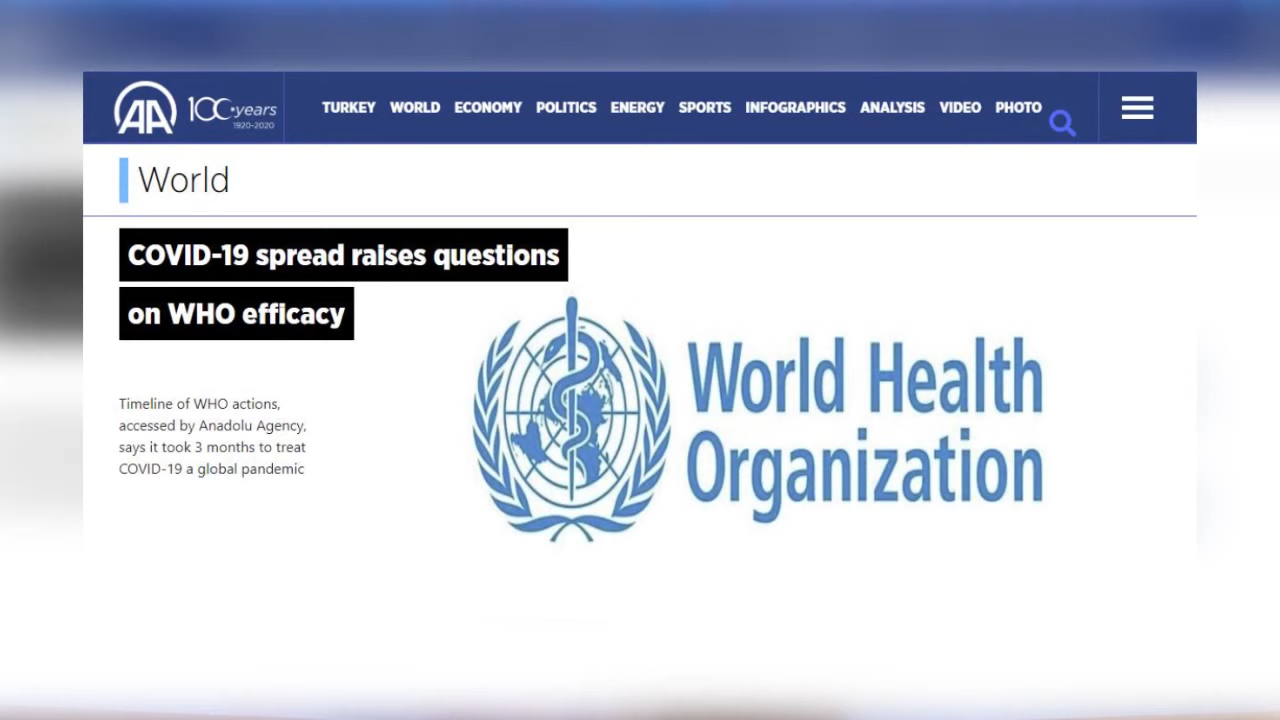 AA 100.years
1920-2020
TURKEY WORLD ECONOMY POLITICS ENERGY SPORTS INFOGRAPHICS ANALYSIS VIDEO PHOTO
World
COVID-19 spread raises questions
on WHO efficacy
Timeline of WHO actions,
accessed by Anadolu Agency,
says it took 3 months to treat
COVID-19 a global pandemic
World Health
Organization